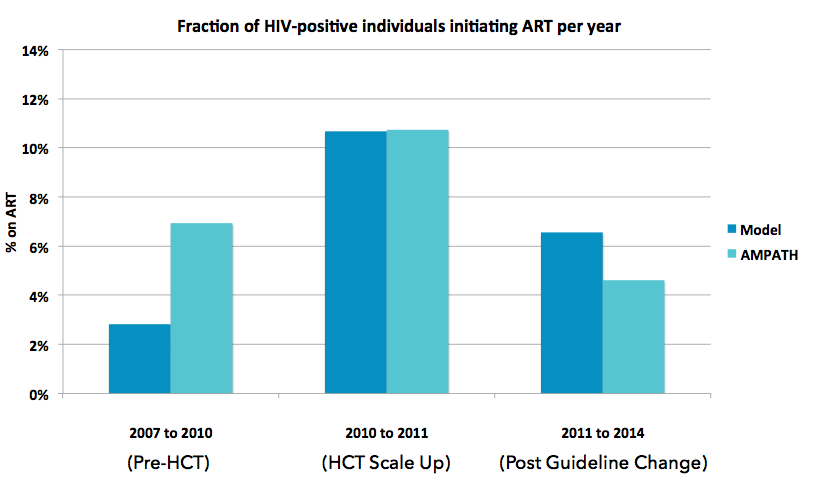 Fraction of HIV-positive individuals initiating ART per year
14%
12%
10%
8%
6%
4%
2%
0%
% on ART
Model
AMPATH
2007 to 2010
2010 to 2011
2011 to 2014
(Pre-HCT)
(HCT Scale Up)
(Post Guideline Change)